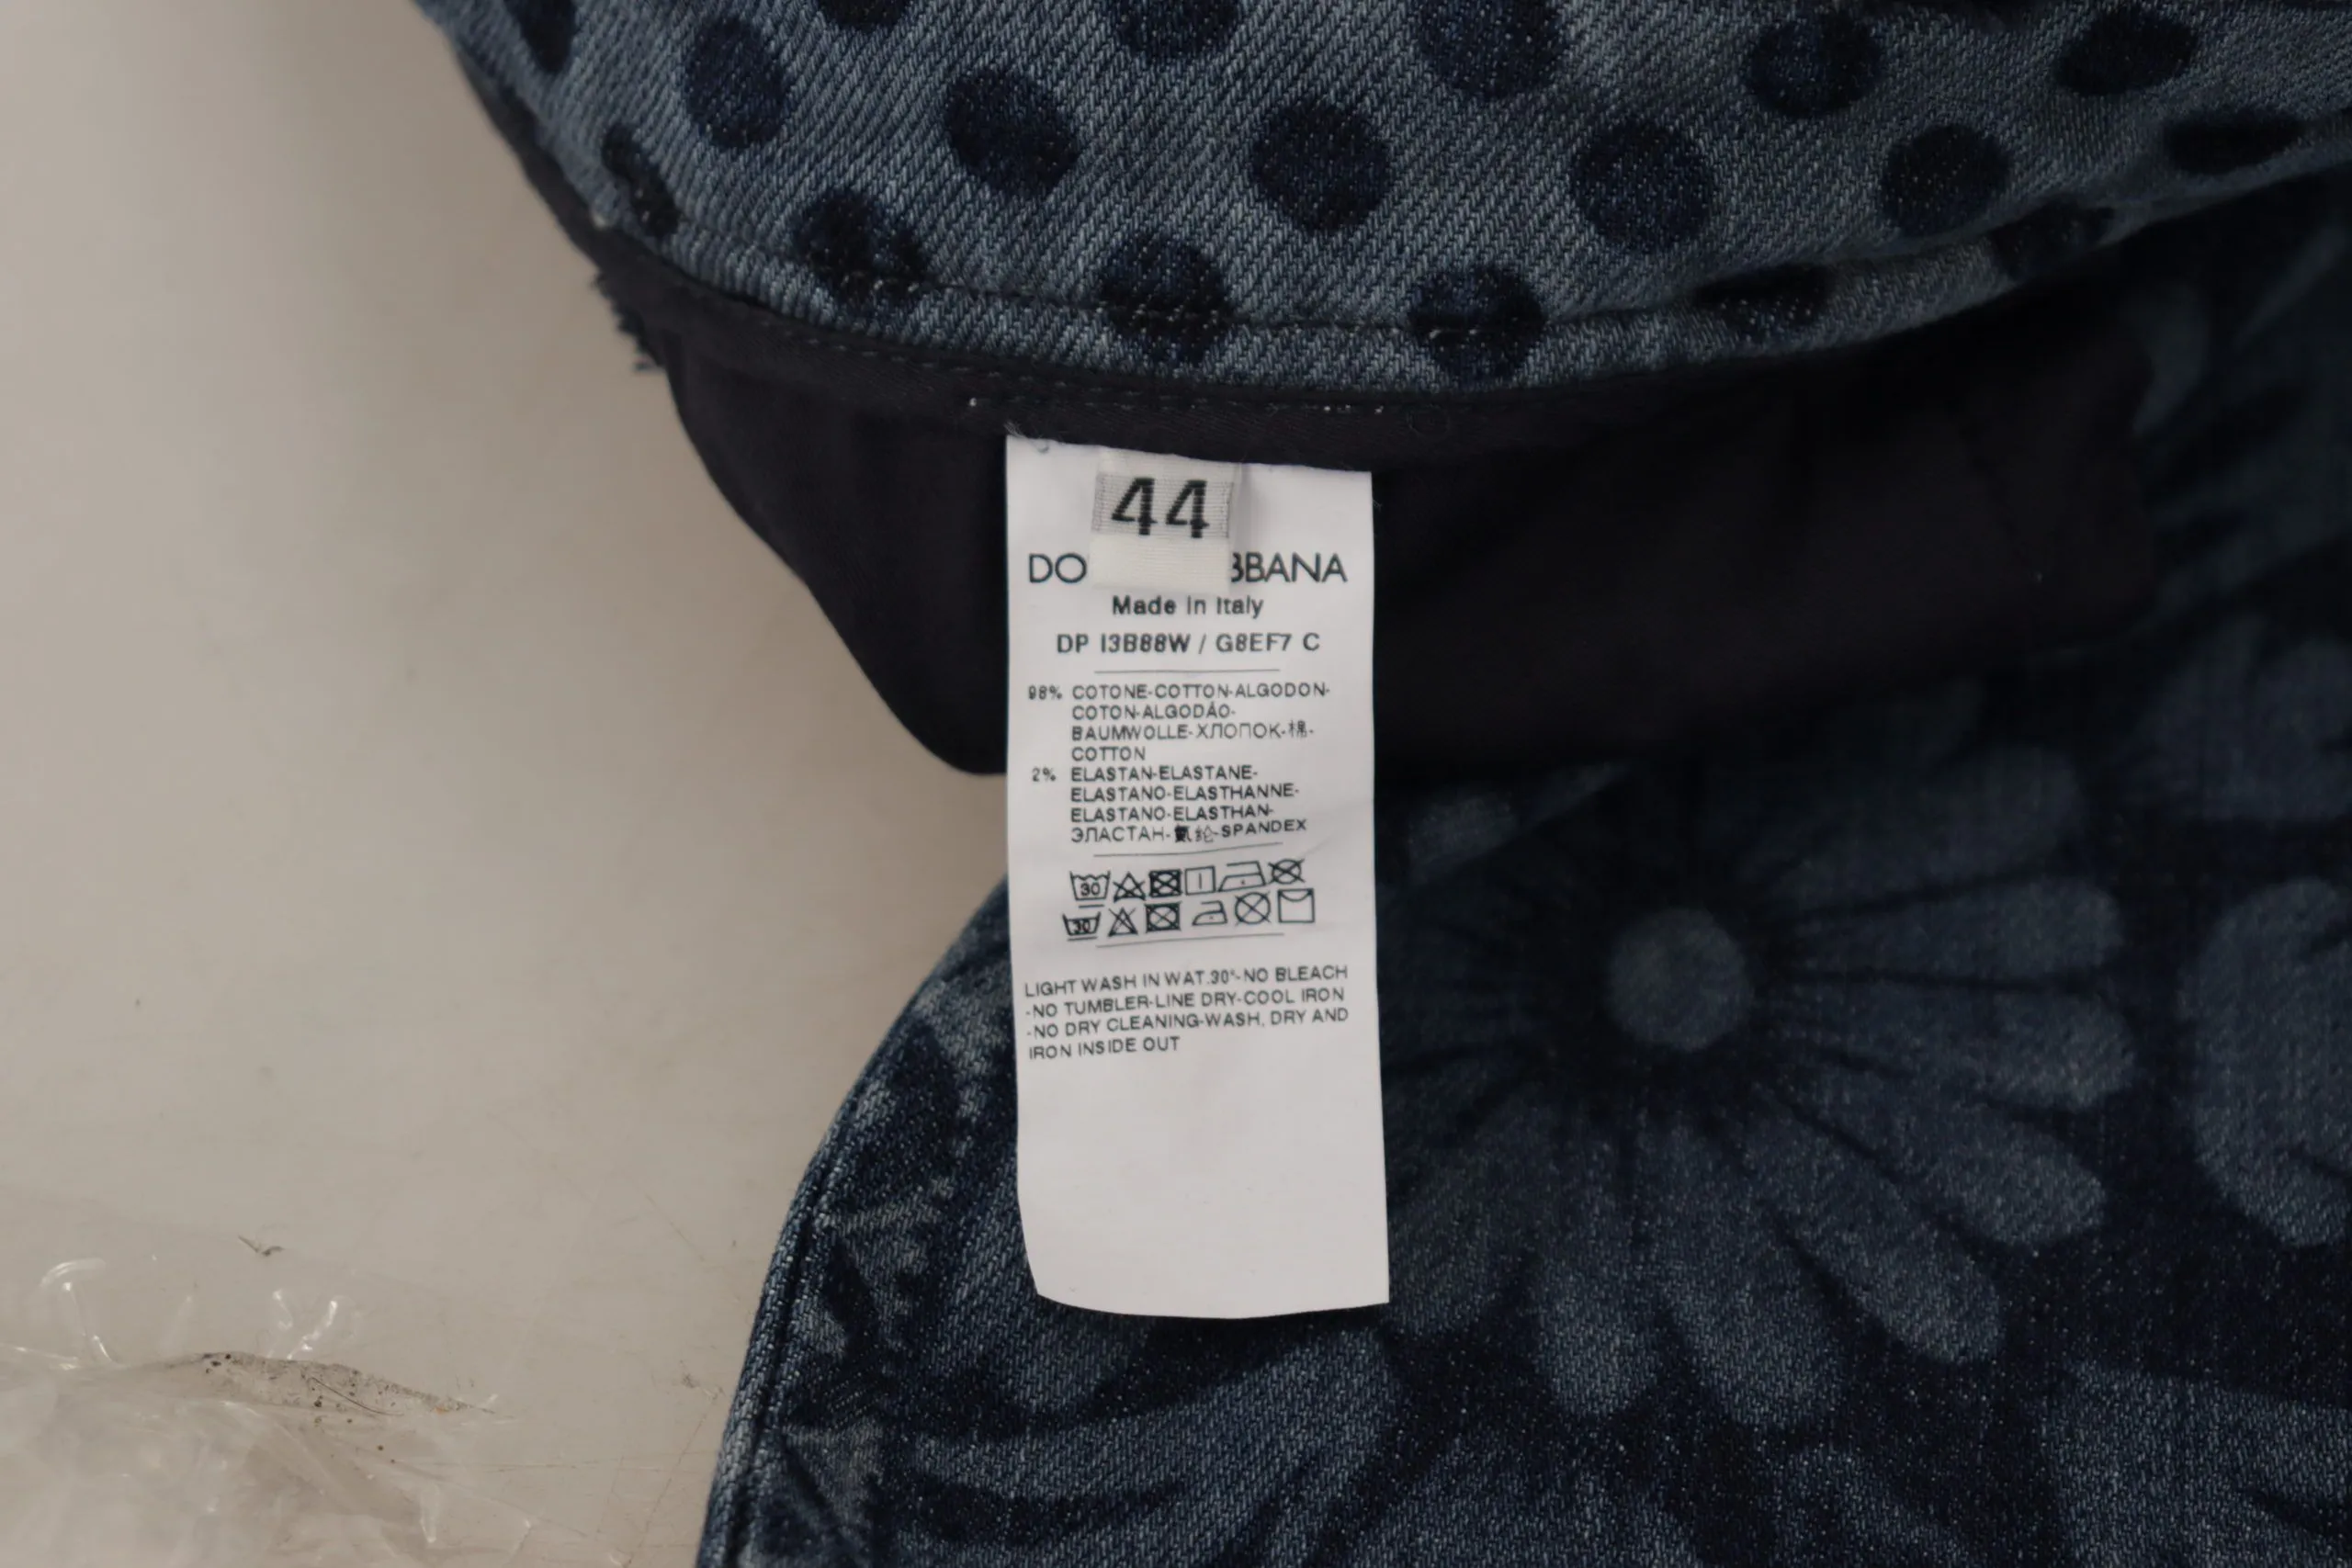 44
DO BBANA
Made in Italy
DP I3B88W / G8EF7 C
98% COTONE-COTTON-ALGODON-
COTON-ALGODÃO-
BAUMWOLLE-ХЛОПОК-棉-
COTTON
2% ELASTAN-ELASTANE-
ELASTANO-ELASTHANNE-
ELASTANO-ELASTHAN-
ЭЛАСТАН-氨纶-SPANDEX
30
30
LIGHT WASH IN WAT.30°-NO BLEACH
-NO TUMBLER-LINE DRY-COOL IRON
-NO DRY CLEANING-WASH, DRY AND
IRON INSIDE OUT